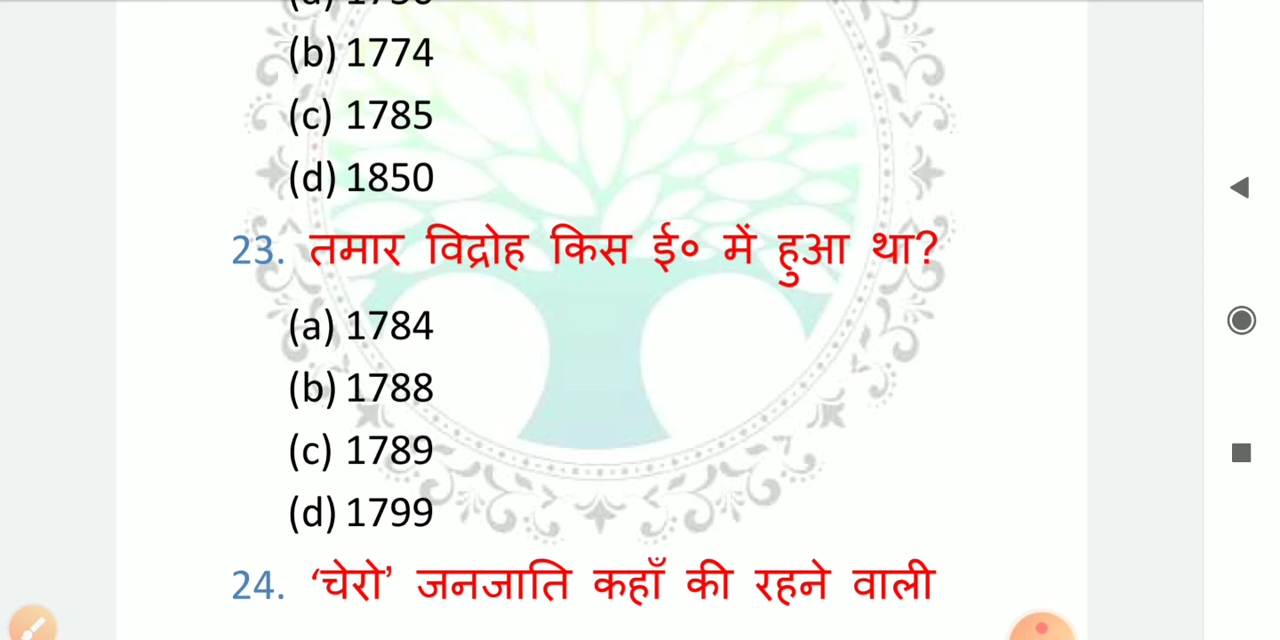 (b) 1774
(c) 1785
(d) 1850
23. तमार विद्रोह किस ई० में हुआ था?
(a) 1784
(b) 1788
(c) 1789
(d) 1799
24. ‘चेरो’ जनजाति कहाँ की रहने वाली